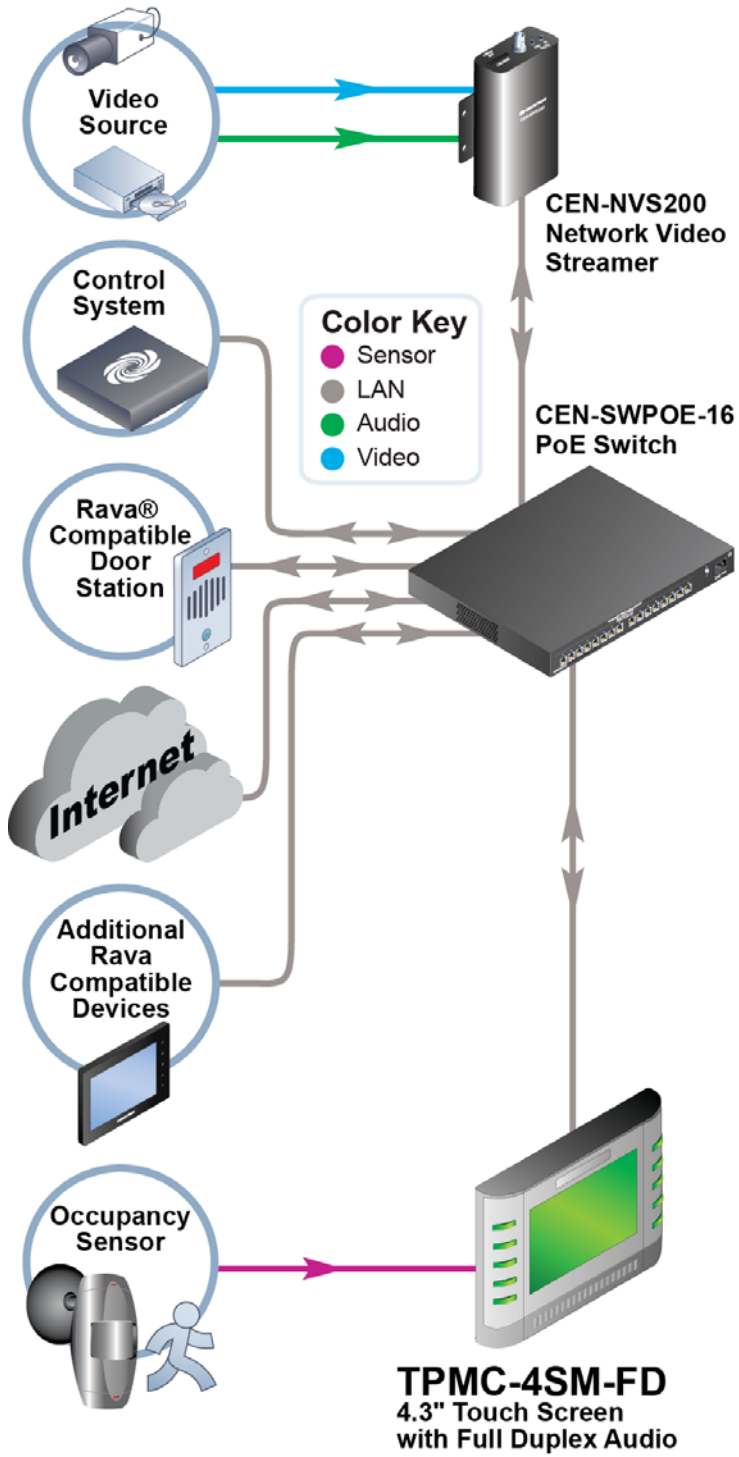 Video
Source
CEN-NVS200
Network Video
Streamer
Control
System
Color Key
Sensor
LAN
Audio
Video
CEN-SWPOE-16
PoE Switch
Rava®
Compatible
Door
Station
Internet
Additional
Rava
Compatible
Devices
Occupancy
Sensor
TPMC-4SM-FD
4.3" Touch Screen
with Full Duplex Audio